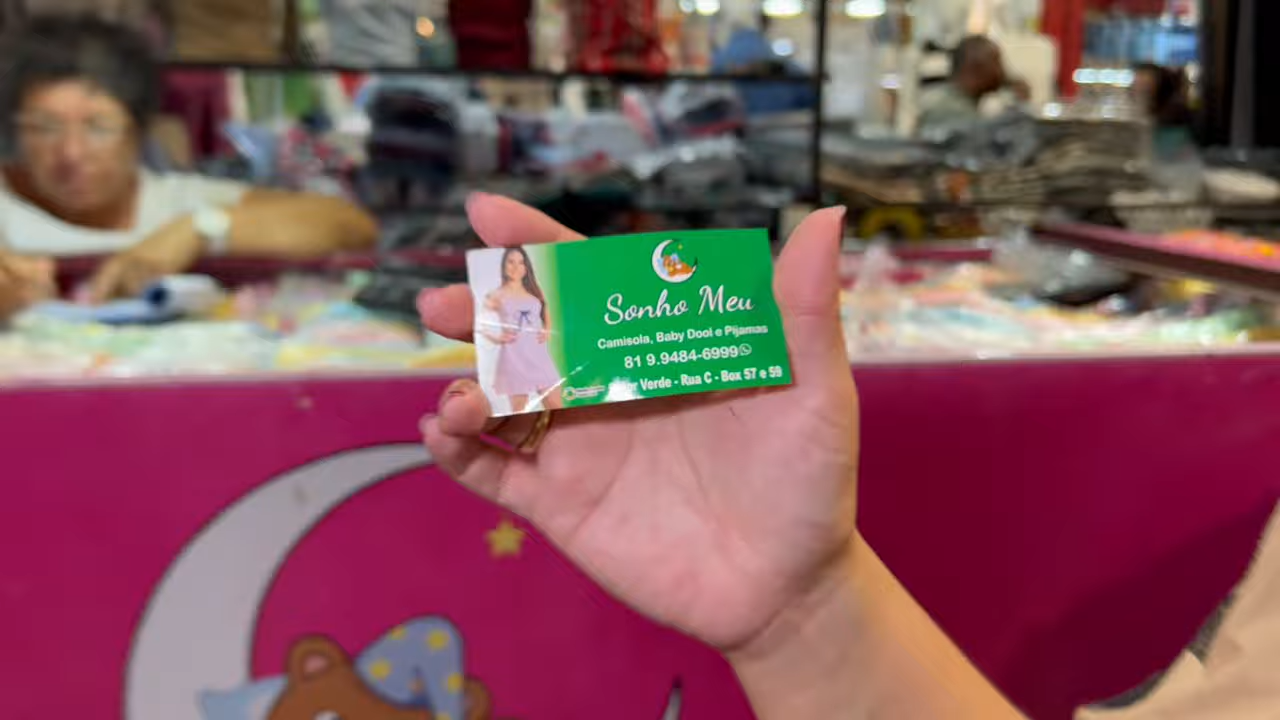 Sonho Meu
Camisola, Baby Dool e Pijamas
81 9.9484-6999
Verde - Rua C - Box 57 e 59